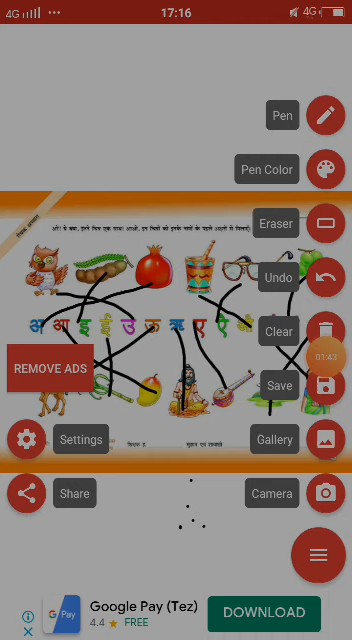 4G 17:16 4G
Pen
Pen Color
Eraser
Undo
Clear
01:43
REMOVE ADS
Save
Settings
Gallery
Share
Camera
अ आ इ ई उ ऊ ऋ ए ऐ
Google Pay (Tez)
4.4 FREE
DOWNLOAD
G Pay